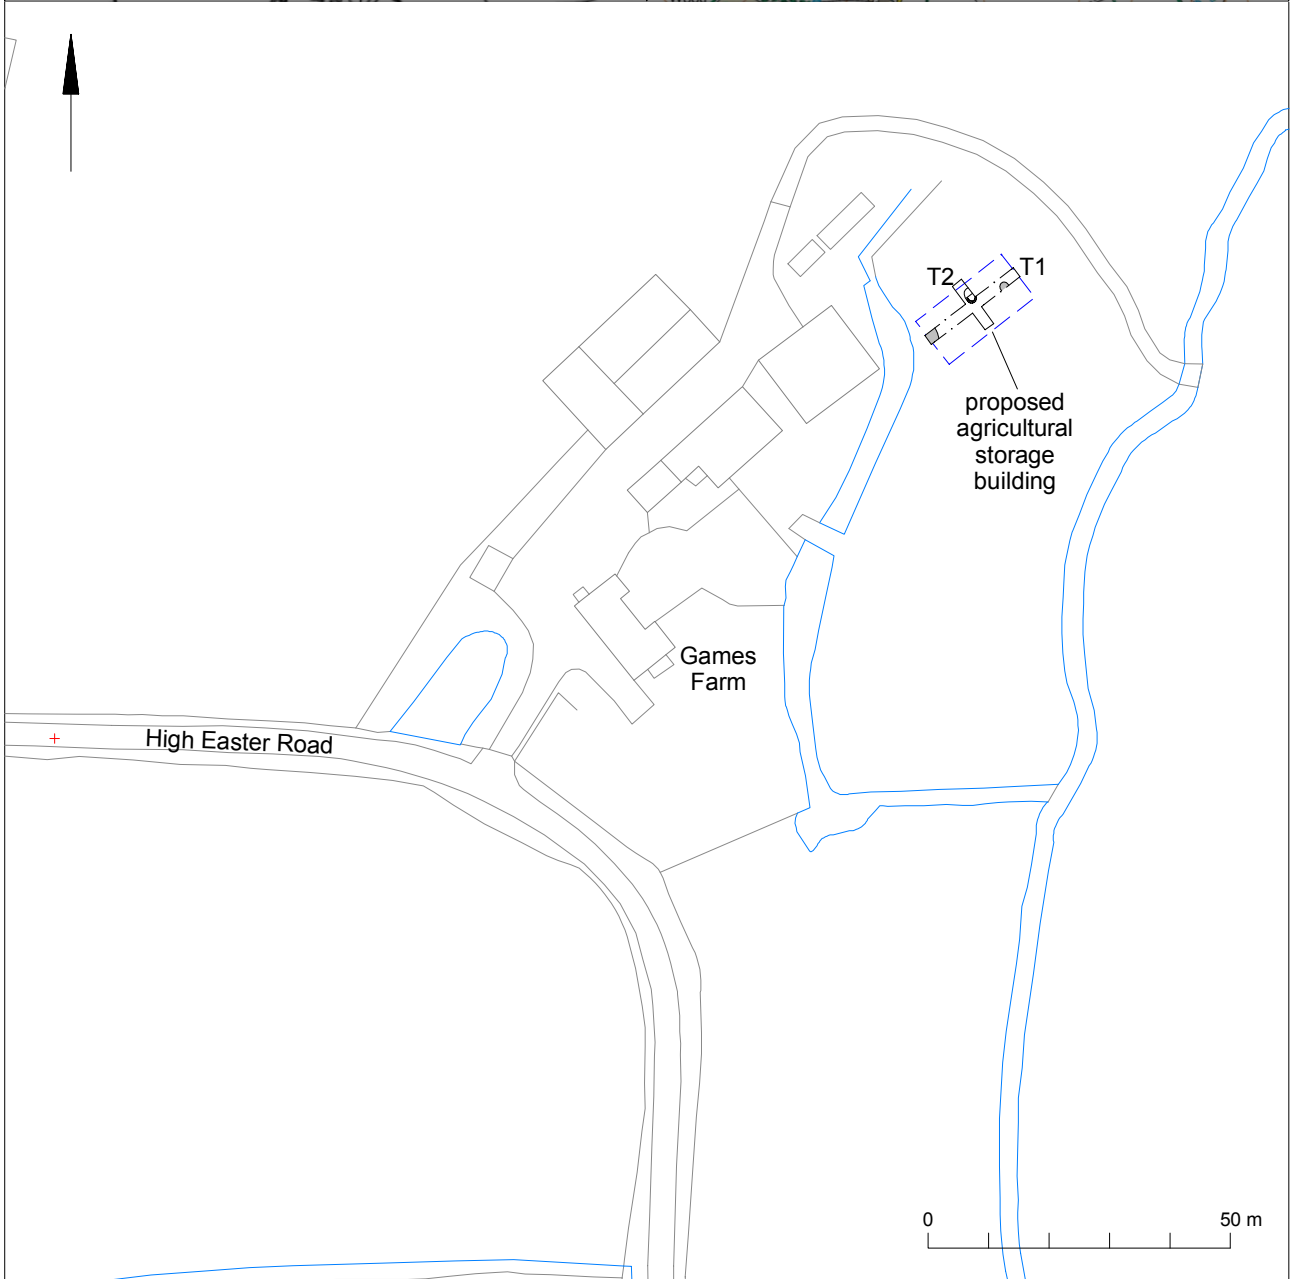 T2
T1
proposed
agricultural
storage
building
Games
Farm
High Easter Road
0
50 m